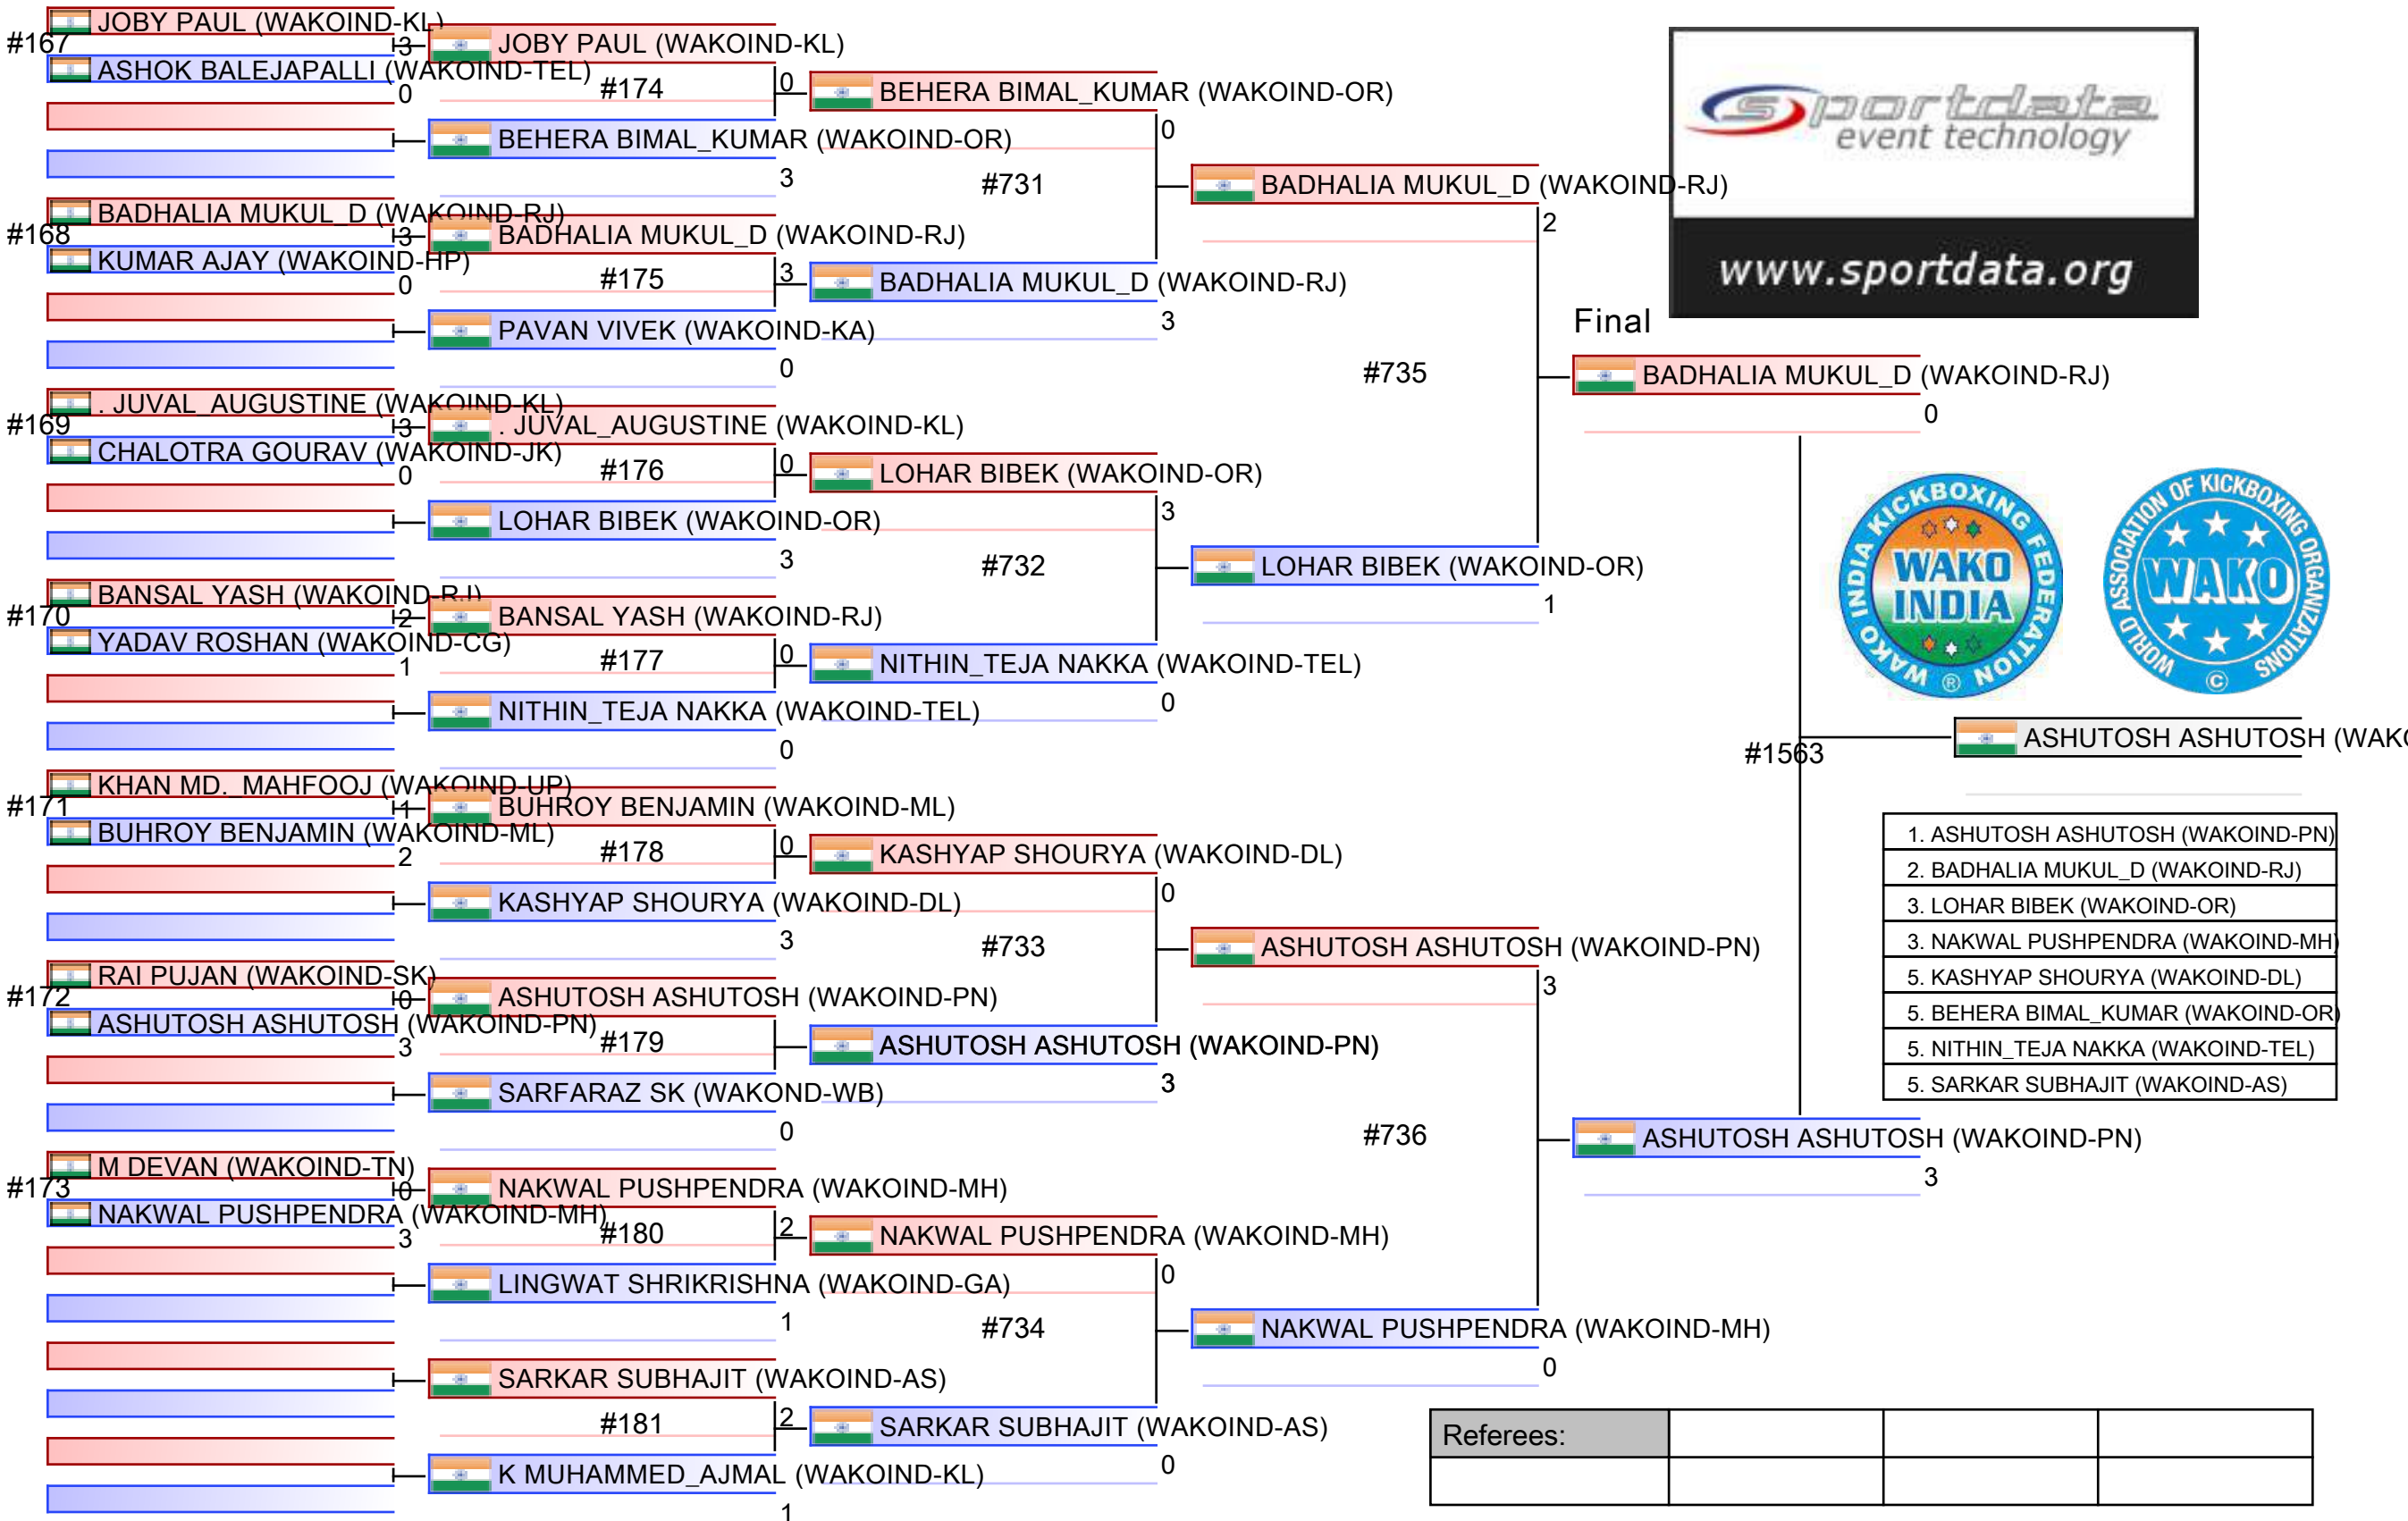 #167
JOBY PAUL (WAKOIND-KL)
3
ASHOK BALEJAPALLI (WAKOIND-TEL)
0
#168
BADHALIA MUKUL_D (WAKOIND-RJ)
3
KUMAR AJAY (WAKOIND-HP)
0
#169
. JUVAL_AUGUSTINE (WAKOIND-KL)
3
CHALOTRA GOURAV (WAKOIND-JK)
0
#170
BANSAL YASH (WAKOIND-RJ)
2
YADAV ROSHAN (WAKOIND-CG)
1
#171
KHAN MD._MAHFOOJ (WAKOIND-UP)
1
BUHROY BENJAMIN (WAKOIND-ML)
2
#172
RAI PUJAN (WAKOIND-SK)
0
ASHUTOSH ASHUTOSH (WAKOIND-PN)
3
#173
M DEVAN (WAKOIND-TN)
0
NAKWAL PUSHPENDRA (WAKOIND-MH)
3
JOBY PAUL (WAKOIND-KL)
0
#174
BEHERA BIMAL_KUMAR (WAKOIND-OR)
3
BADHALIA MUKUL_D (WAKOIND-RJ)
3
#175
PAVAN VIVEK (WAKOIND-KA)
0
. JUVAL_AUGUSTINE (WAKOIND-KL)
0
#176
LOHAR BIBEK (WAKOIND-OR)
3
BANSAL YASH (WAKOIND-RJ)
0
#177
NITHIN_TEJA NAKKA (WAKOIND-TEL)
0
BUHROY BENJAMIN (WAKOIND-ML)
0
#178
KASHYAP SHOURYA (WAKOIND-DL)
3
ASHUTOSH ASHUTOSH (WAKOIND-PN)
#179
SARFARAZ SK (WAKOND-WB)
0
NAKWAL PUSHPENDRA (WAKOIND-MH)
2
#180
LINGWAT SHRIKRISHNA (WAKOIND-GA)
1
SARKAR SUBHAJIT (WAKOIND-AS)
2
#181
K MUHAMMED_AJMAL (WAKOIND-KL)
1
BEHERA BIMAL_KUMAR (WAKOIND-OR)
0
#731
BADHALIA MUKUL_D (WAKOIND-RJ)
3
LOHAR BIBEK (WAKOIND-OR)
3
#732
NITHIN_TEJA NAKKA (WAKOIND-TEL)
0
KASHYAP SHOURYA (WAKOIND-DL)
0
#733
ASHUTOSH ASHUTOSH (WAKOIND-PN)
3
NAKWAL PUSHPENDRA (WAKOIND-MH)
0
#734
SARKAR SUBHAJIT (WAKOIND-AS)
0
BADHALIA MUKUL_D (WAKOIND-RJ)
2
#735
LOHAR BIBEK (WAKOIND-OR)
1
ASHUTOSH ASHUTOSH (WAKOIND-PN)
3
#736
NAKWAL PUSHPENDRA (WAKOIND-MH)
0
Final
BADHALIA MUKUL_D (WAKOIND-RJ)
0
#1563
ASHUTOSH ASHUTOSH (WAKOIND-PN)
3
sportdata
event technology
www.sportdata.org
WAKO INDIA KICKBOXING FEDERATION
WAKO
INDIA
®
WORLD ASSOCIATION OF KICKBOXING ORGANIZATIONS
WAKO
©
ASHUTOSH ASHUTOSH (WAKO
1. ASHUTOSH ASHUTOSH (WAKOIND-PN)
2. BADHALIA MUKUL_D (WAKOIND-RJ)
3. LOHAR BIBEK (WAKOIND-OR)
3. NAKWAL PUSHPENDRA (WAKOIND-MH)
5. KASHYAP SHOURYA (WAKOIND-DL)
5. BEHERA BIMAL_KUMAR (WAKOIND-OR)
5. NITHIN_TEJA NAKKA (WAKOIND-TEL)
5. SARKAR SUBHAJIT (WAKOIND-AS)
Referees: